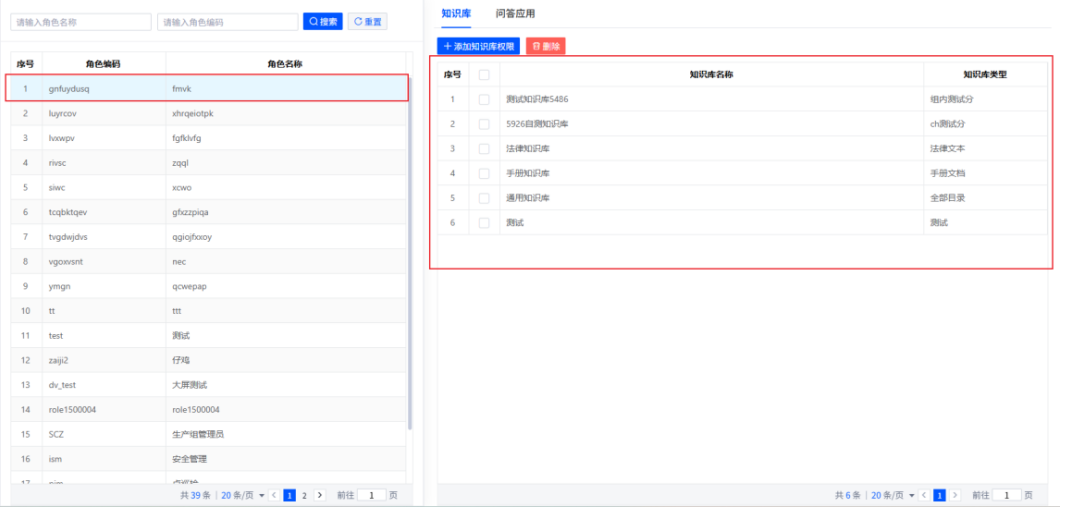 请输入角色名称 请输入角色编码 搜索 重置
序号 角色编码 角色名称
1 gnfuydusq fmvk
2 luyrcov xhrqeiotpk
3 lvxwpv fgfklvfg
4 rivsc zqql
5 siwc xcwo
6 tcqbktqev gfxzzpiqa
7 tvgdwjdvs qgiojfxxoy
8 vgoxvsnt nec
9 ymgn qcwepap
10 tt ttt
11 test 测试
12 zaiji2 仔鸡
13 dv_test 大屏测试
14 role1500004 role1500004
15 SCZ 生产组管理员
16 ism 安全管理
17
共 39 条 20 条/页 1 2 前往 1 页
知识库 问答应用
添加知识库权限 删除
序号 知识库名称 知识库类型
1 测试知识库5486 组内测试分
2 5926自测知识库 ch测试分
3 法律知识库 法律文本
4 手册知识库 手册文档
5 通用知识库 全部目录
6 测试 测试
共 6 条 20 条/页 1 前往 1 页